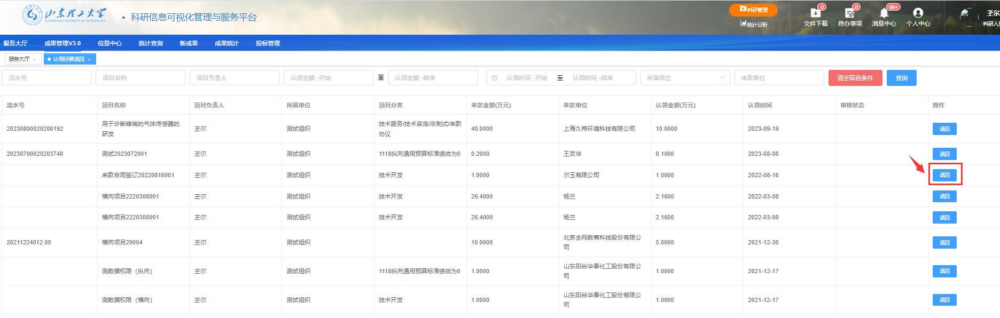 山东理工大学
SHANDONG UNIVERSITY OF TECHNOLOGY
• 科研信息可视化管理与服务平台
科研管理
统计分析
0
0
99+
文件下载 待办事项 消息中心 个人中心
王尔
科研人员
服务大厅 成果管理V3.0 信息中心 统计查询 新成果 成果统计 投标管理
服务大厅 × 认领经费退回 ×
流水号 项目名称 项目负责人 认领金额 -开始 至 认领金额 -结束 认领时间 -开始 至 认领时间 -结束 所属单位 来款单位 清空筛选条件 查询
流水号 项目名称 项目负责人 所属单位 项目分类 来款金额(万元) 来款单位 认领金额(万元) 认领时间 审核状态 操作
20230800020200192 用于诊断哮喘的气体传感器的研发 王尔 测试组织 技术服务/技术咨询/非制式/来款协议 40.0000 上海久特环境科技有限公司 10.0000 2023-09-19 退回
20230700020203740 测试2023072001 王尔 测试组织 1118纵向通用预算标准绩效为0 0.2000 王友华 0.1000 2023-08-08 退回
来款合同签订20220816001 王尔 测试组织 技术开发 1.0000 尔玉有限公司 1.0000 2022-08-16 退回
横向项目2220308001 王尔 测试组织 技术开发 26.4000 杨兰 2.1600 2022-03-08 退回
横向项目2220308001 王尔 测试组织 技术开发 26.4000 杨兰 2.1600 2022-03-08 退回
20211224012.00 横向项目29004 王尔 测试组织 10.0000 北京全网数商科技股份有限公司 5.0000 2021-12-30 退回
测数据权限（纵向） 王尔 测试组织 1118纵向通用预算标准绩效为0 1.0000 山东阳谷华泰化工股份有限公司 1.0000 2021-12-17 退回
测数据权限（横向） 王尔 测试组织 技术开发 1.0000 山东阳谷华泰化工股份有限公司 1.0000 2021-12-17 退回